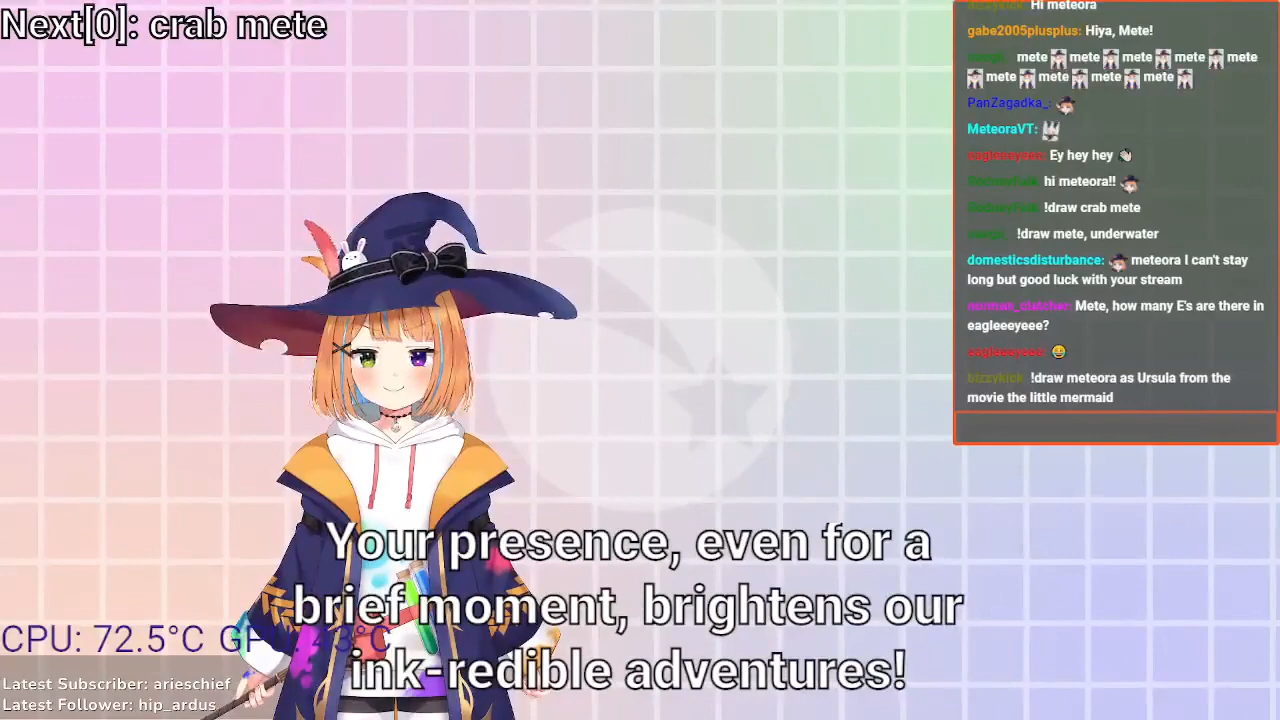 Next[0]: crab mete
Hi meteora
gabe2005plusplus: Hiya, Mete!
mete mete mete mete mete
mete mete mete mete
PanZagadka_:
MeteoraVT:
Ey hey hey
hi meteora!!
!draw crab mete
!draw mete, underwater
domesticsdisturbance: meteora I can't stay
long but good luck with your stream
Mete, how many E's are there in
eagleeeyeee?
!draw meteora as Ursula from the
movie the little mermaid
Your presence, even for a
brief moment, brightens our
ink-redible adventures!
CPU: 72.5°C GPU: 43°C
Latest Subscriber: arieschief
Latest Follower: hip_ardus